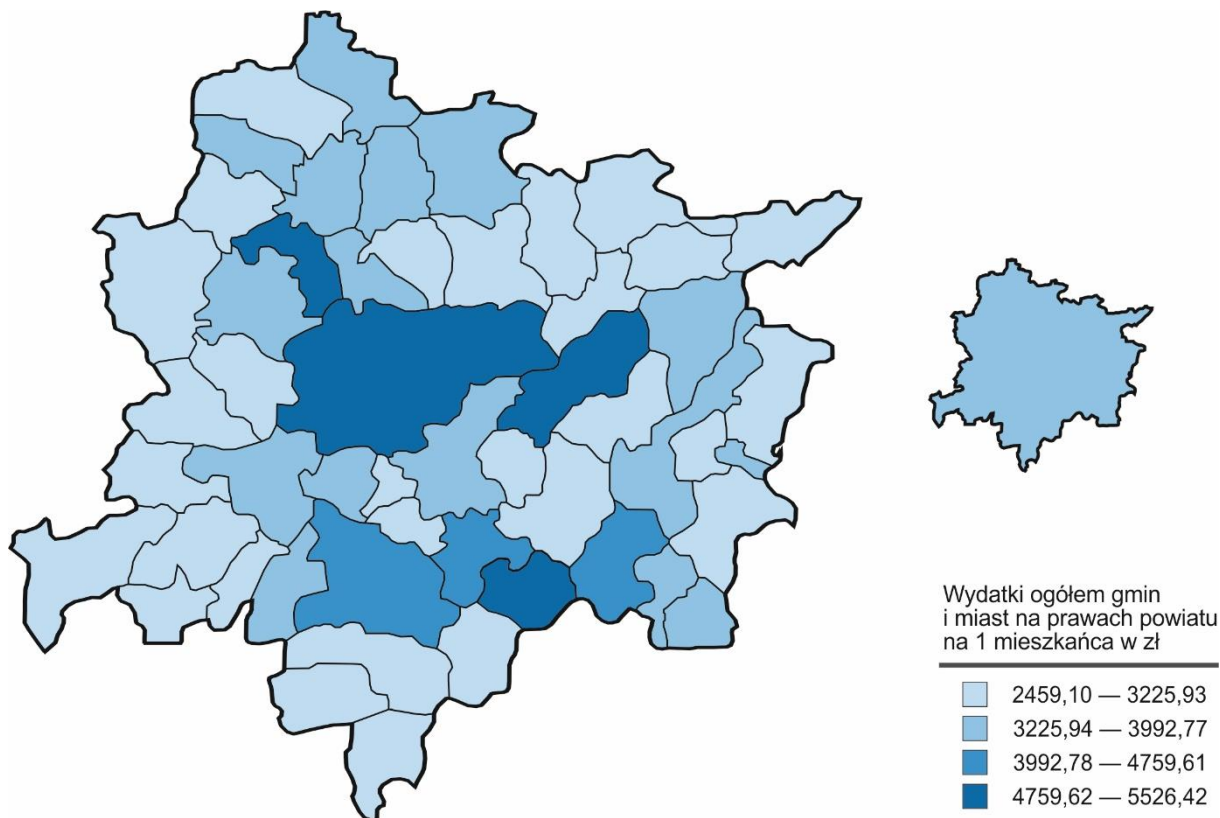 Wydatki ogółem gmin
i miast na prawach powiatu
na 1 mieszkańca w zł
2459,10 — 3225,93
3225,94 — 3992,77
3992,78 — 4759,61
4759,62 — 5526,42